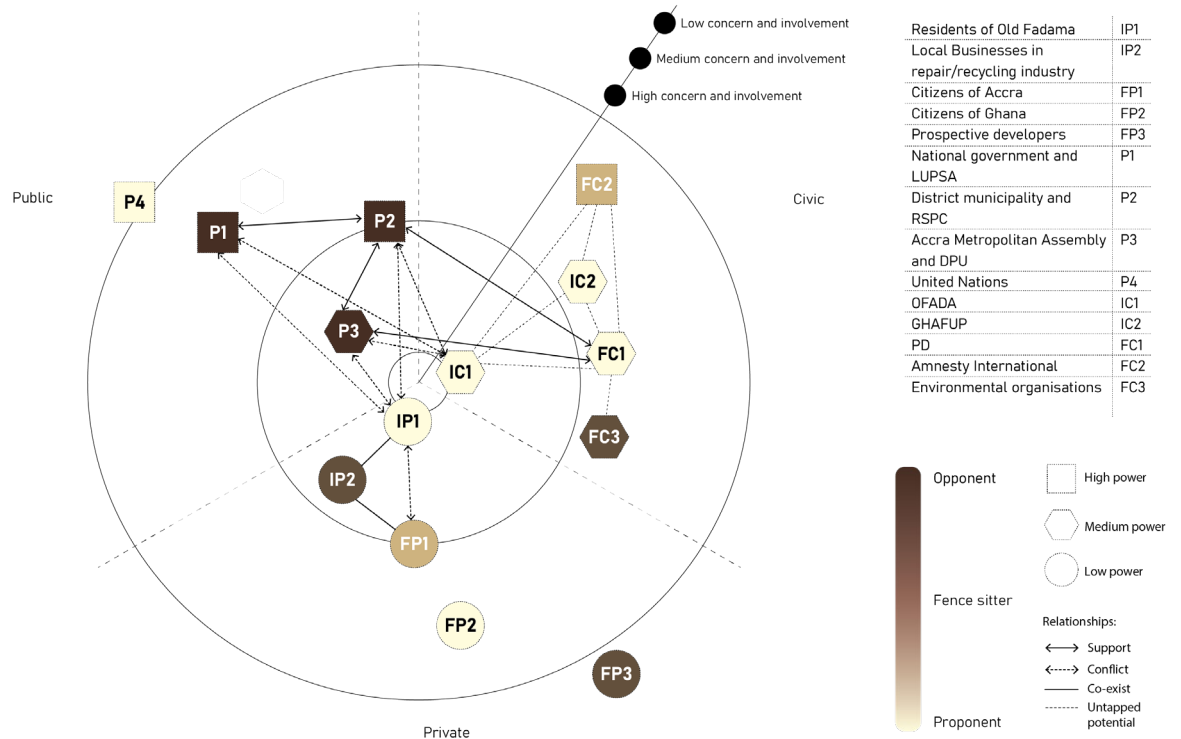 Low concern and involvement
Medium concern and involvement
High concern and involvement
Public
Civic
Private
P4
P1
P2
P3
FC2
IC2
FC1
IC1
IP1
FC3
IP2
FP1
FP2
FP3
Residents of Old Fadama IP1
Local Businesses in IP2
repair/recycling industry
Citizens of Accra FP1
Citizens of Ghana FP2
Prospective developers FP3
National government and P1
LUPSA
District municipality and P2
RSPC
Accra Metropolitan Assembly P3
and DPU
United Nations P4
OFADA IC1
GHAFUP IC2
PD FC1
Amnesty International FC2
Environmental organisations FC3
Opponent
Fence sitter
Proponent
High power
Medium power
Low power
Relationships:
Support
Conflict
Co-exist
Untapped
potential